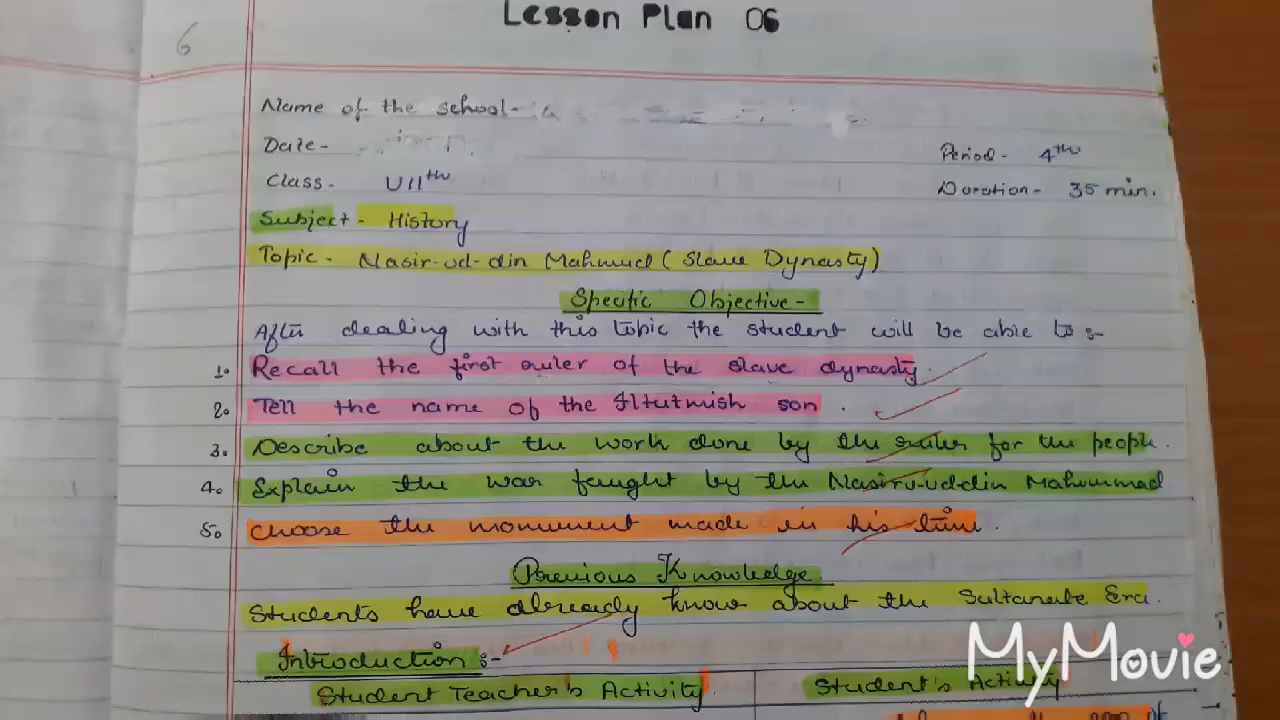 Lesson Plan 06
6
Name of the school-
Date-
Period- 4th
Class- VIIth
Duration- 35 min.
Subject- History
Topic- Nasir-ud-din Mahmud (Slave Dynasty)
Specific Objective-
After dealing with this topic the student will be able to:-
1. Recall the first ruler of the slave dynasty.
2. Tell the name of the Iltutmish son.
3. Describe about the work done by the ruler for the people.
4. Explain the war faught by the Nasiru-ud-din Mahummad
5. Choose the monument made in his time.
Previous Knowledge
Students have already know about the Sultanate Era.
Introduction:-
Student Teacher's Activity
Student's Activity
MyMovie